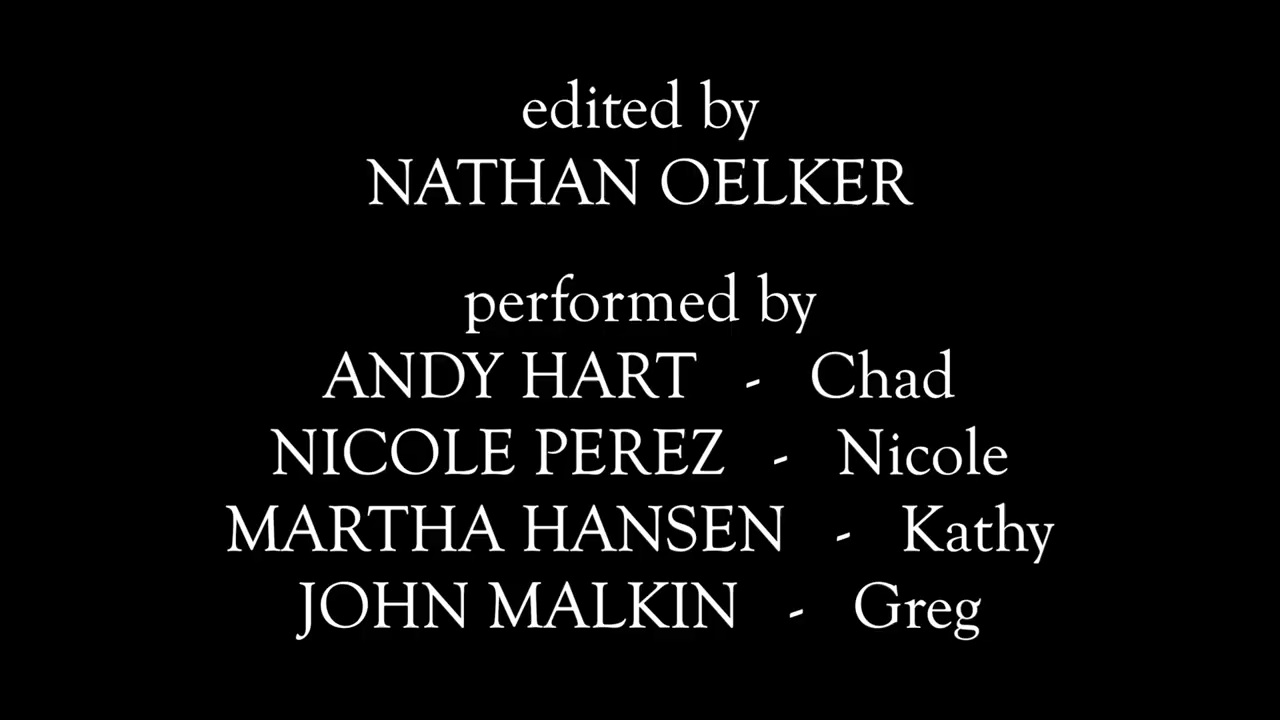 edited by
NATHAN OELKER
performed by
ANDY HART - Chad
NICOLE PEREZ - Nicole
MARTHA HANSEN - Kathy
JOHN MALKIN - Greg